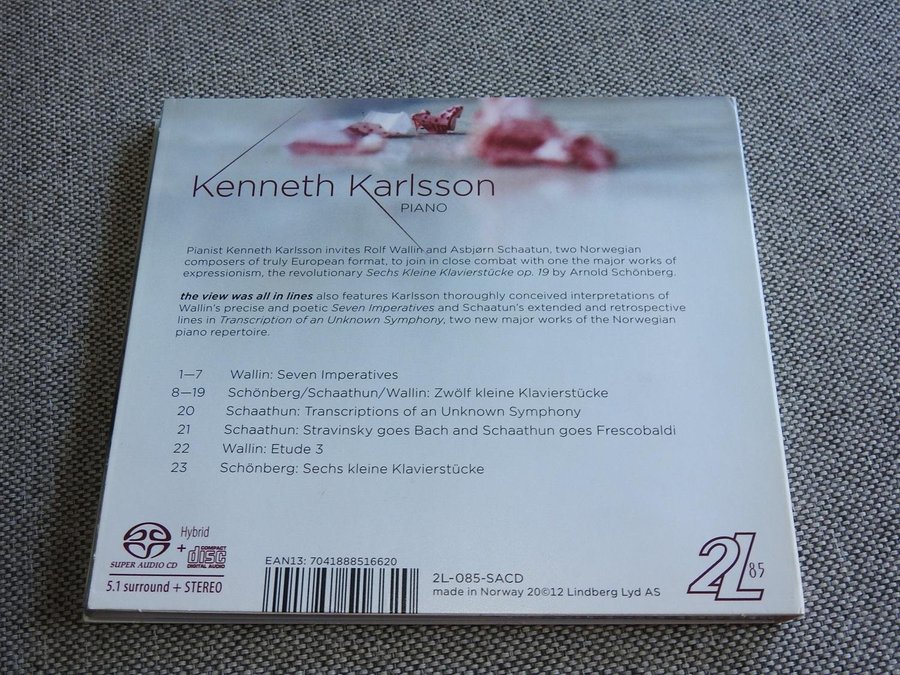 Kenneth Karlsson
PIANO
Pianist Kenneth Karlsson invites Rolf Wallin and Asbjørn Schaatun, two Norwegian
composers of truly European format, to join in close combat with one the major works of
expressionism, the revolutionary Sechs Kleine Klavierstücke op. 19 by Arnold Schönberg.
the view was all in lines also features Karlsson thoroughly conceived interpretations of
Wallin's precise and poetic Seven Imperatives and Schaatun's extended and retrospective
lines in Transcription of an Unknown Symphony, two new major works of the Norwegian
piano repertoire.
1—7 Wallin: Seven Imperatives
8—19 Schönberg/Schaathun/Wallin: Zwölf kleine Klavierstücke
20 Schaathun: Transcriptions of an Unknown Symphony
21 Schaathun: Stravinsky goes Bach and Schaathun goes Frescobaldi
22 Wallin: Etude 3
23 Schönberg: Sechs kleine Klavierstücke
Hybrid
+ COMPACT disc DIGITAL AUDIO
SUPER AUDIO CD
5.1 surround + STEREO
EAN13: 7041888516620
2L-085-SACD
made in Norway 20©12 Lindberg Lyd AS
2L 85